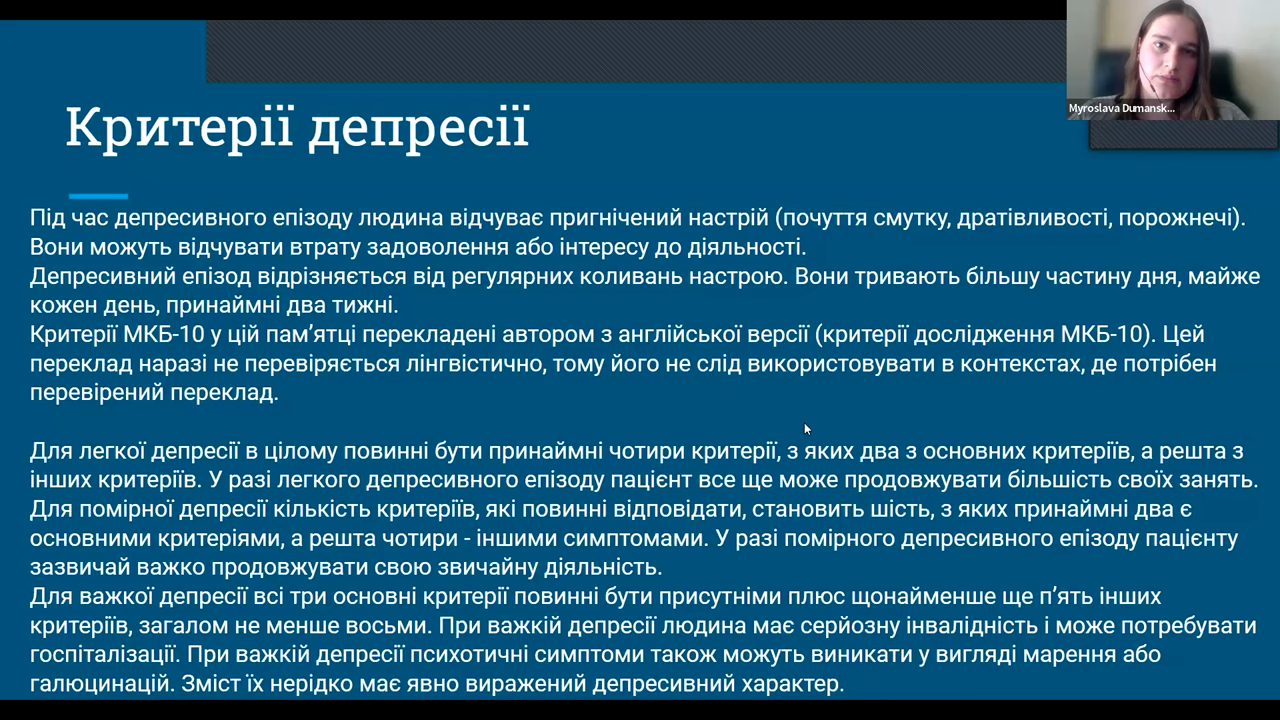 Критерії депресії
Myroslava Dumansk...
Під час депресивного епізоду людина відчуває пригнічений настрій (почуття смутку, дратівливості, порожнечі).
Вони можуть відчувати втрату задоволення або інтересу до діяльності.
Депресивний епізод відрізняється від регулярних коливань настрою. Вони тривають більшу частину дня, майже
кожен день, принаймні два тижні.
Критерії МКБ-10 у цій пам’ятці перекладені автором з англійської версії (критерії дослідження МКБ-10). Цей
переклад наразі не перевіряється лінгвістично, тому його не слід використовувати в контекстах, де потрібен
перевірений переклад.
Для легкої депресії в цілому повинні бути принаймні чотири критерії, з яких два з основних критеріїв, а решта з
інших критеріїв. У разі легкого депресивного епізоду пацієнт все ще може продовжувати більшість своїх занять.
Для помірної депресії кількість критеріїв, які повинні відповідати, становить шість, з яких принаймні два є
основними критеріями, а решта чотири - іншими симптомами. У разі помірного депресивного епізоду пацієнту
зазвичай важко продовжувати свою звичайну діяльність.
Для важкої депресії всі три основні критерії повинні бути присутніми плюс щонайменше ще п’ять інших
критеріїв, загалом не менше восьми. При важкій депресії людина має серйозну інвалідність і може потребувати
госпіталізації. При важкій депресії психотичні симптоми також можуть виникати у вигляді марення або
галюцинацій. Зміст їх нерідко має явно виражений депресивний характер.